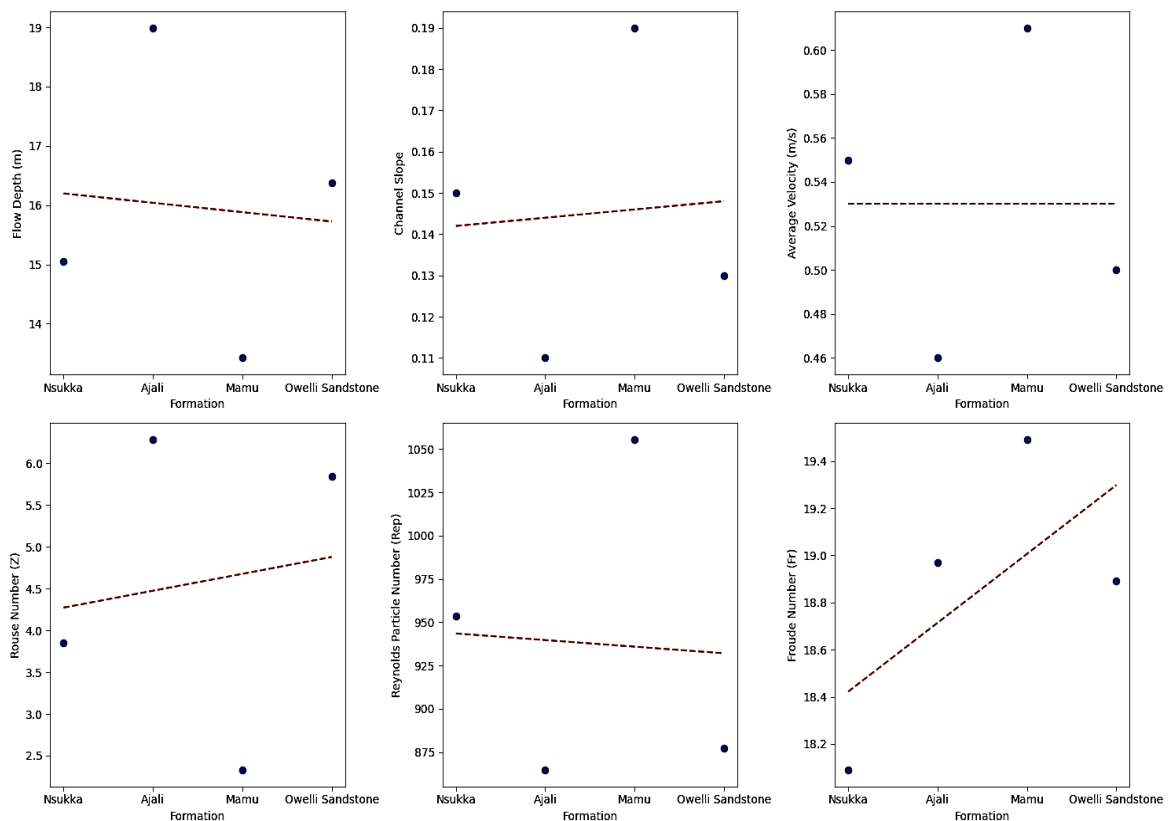 Flow Depth (m)
19
18
17
16
15
14
Nsukka Ajali Mamu Owelli Sandstone
Formation
Channel Slope
0.19
0.18
0.17
0.16
0.15
0.14
0.13
0.12
0.11
Nsukka Ajali Mamu Owelli Sandstone
Formation
Average Velocity (m/s)
0.60
0.58
0.56
0.54
0.52
0.50
0.48
0.46
Nsukka Ajali Mamu Owelli Sandstone
Formation
Rouse Number (Z)
6.0
5.5
5.0
4.5
4.0
3.5
3.0
2.5
Nsukka Ajali Mamu Owelli Sandstone
Formation
Reynolds Particle Number (Rep)
1050
1025
1000
975
950
925
900
875
Nsukka Ajali Mamu Owelli Sandstone
Formation
Froude Number (Fr)
19.4
19.2
19.0
18.8
18.6
18.4
18.2
Nsukka Ajali Mamu Owelli Sandstone
Formation